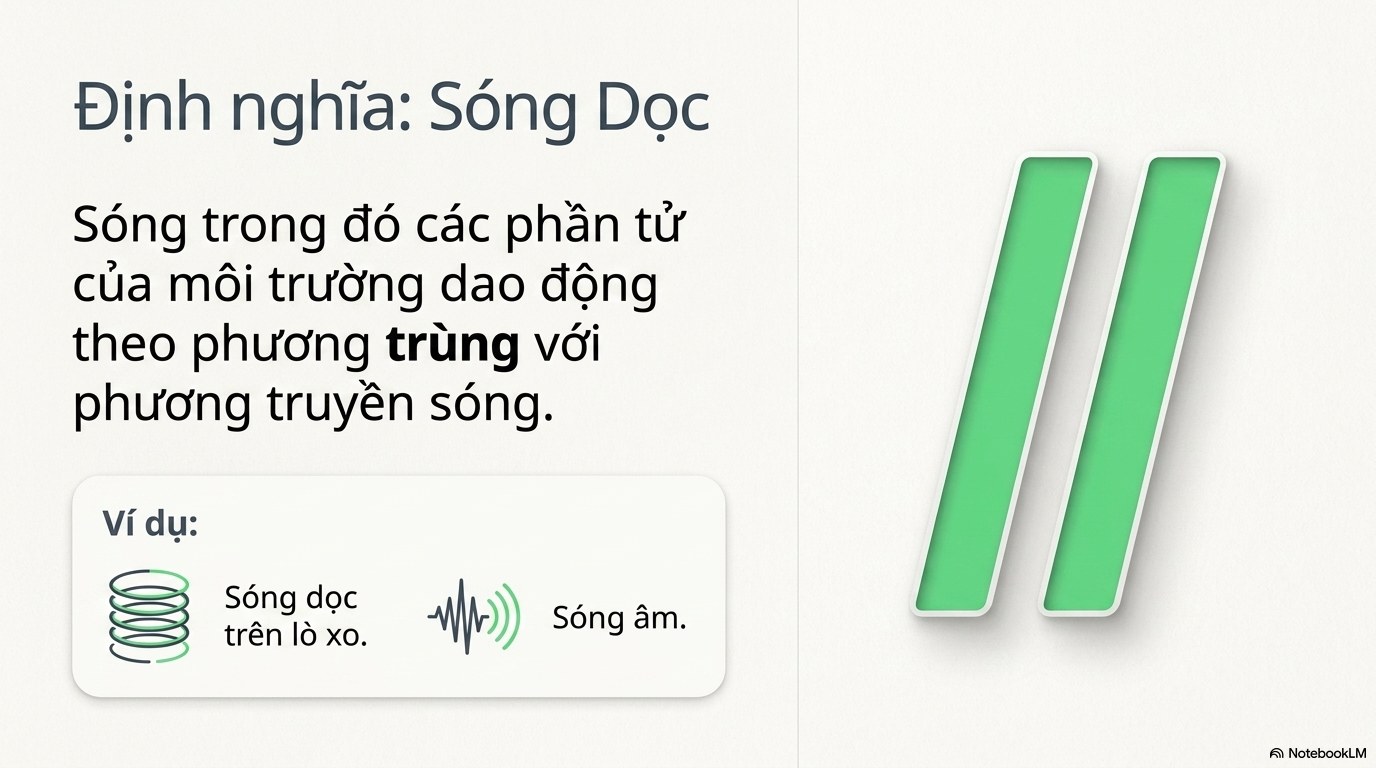 Định nghĩa: Sóng Dọc
Sóng trong đó các phần tử
của môi trường dao động
theo phương trùng với
phương truyền sóng.
Ví dụ:
Sóng dọc
trên lò xo.
Sóng âm.
NotebookLM